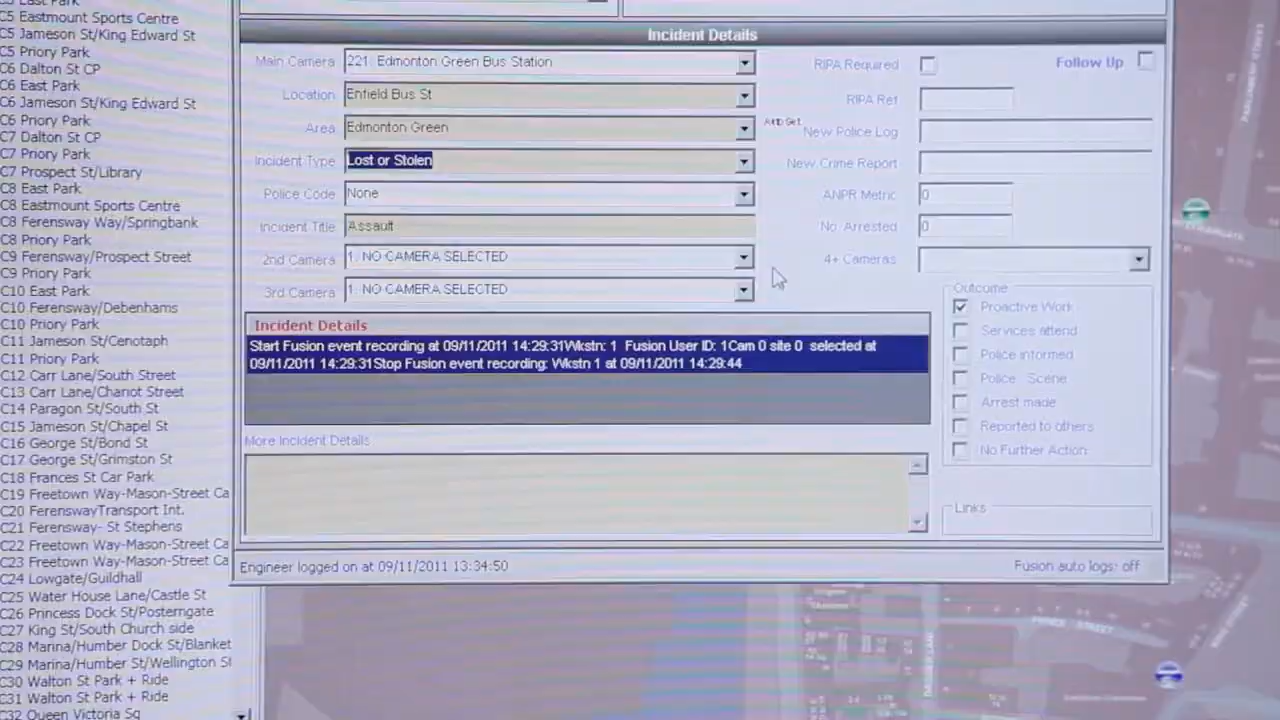 C5 East Park
C5 Eastmount Sports Centre
C5 Jameson St/King Edward St
C5 Priory Park
C6 Dalton St CP
C6 East Park
C6 Jameson St/King Edward St
C6 Priory Park
C7 Dalton St CP
C7 Priory Park
C7 Prospect St/Library
C8 East Park
C8 Eastmount Sports Centre
C8 Ferensway Way/Springbank
C8 Priory Park
C9 Ferensway/Prospect Street
C9 Priory Park
C10 East Park
C10 Ferensway/Debenhams
C10 Priory Park
C11 Jameson St/Cenotaph
C11 Priory Park
C12 Carr Lane/South Street
C13 Carr Lane/Chariot Street
C14 Paragon St/South St
C15 Jameson St/Chapel St
C16 George St/Bond St
C17 George St/Grimston St
C18 Frances St Car Park
C19 Freetown Way-Mason-Street Ca
C20 FerenswayTransport Int.
C21 Ferensway- St Stephens
C22 Freetown Way-Mason-Street Ca
C23 Freetown Way-Mason-Street Ca
C24 Lowgate/Guildhall
C25 Water House Lane/Castle St
C26 Princess Dock St/Posterngate
C27 King St/South Church side
C28 Marina/Humber Dock St/Blanket
C29 Marina/Humber St/Wellington St
C30 Walton St Park + Ride
C31 Walton St Park + Ride
C32 Queen Victoria Sq
Incident Details
Main Camera 221. Edmonton Green Bus Station
Location Enfield Bus St
Area Edmonton Green
Incident Type Lost or Stolen
Police Code None
Incident Title Assault
2nd Camera 1. NO CAMERA SELECTED
3rd Camera 1. NO CAMERA SELECTED
RIPA Required Follow Up
RIPA Ref
New Police Log
New Crime Report
ANPR Metric 0
No. Arrested 0
4+ Cameras
Outcome
Proactive Work
Services attend
Police informed
Police : Scene
Arrest made
Reported to others
No Further Action
Links
Incident Details
Start Fusion event recording at 09/11/2011 14:29:31Wkstn: 1 Fusion User ID: 1Cam 0 site 0 selected at
09/11/2011 14:29:31Stop Fusion event recording: Wkstn 1 at 09/11/2011 14:29:44
More Incident Details
Engineer logged on at 09/11/2011 13:34:50
Fusion auto logs: off
PRINCE STREET